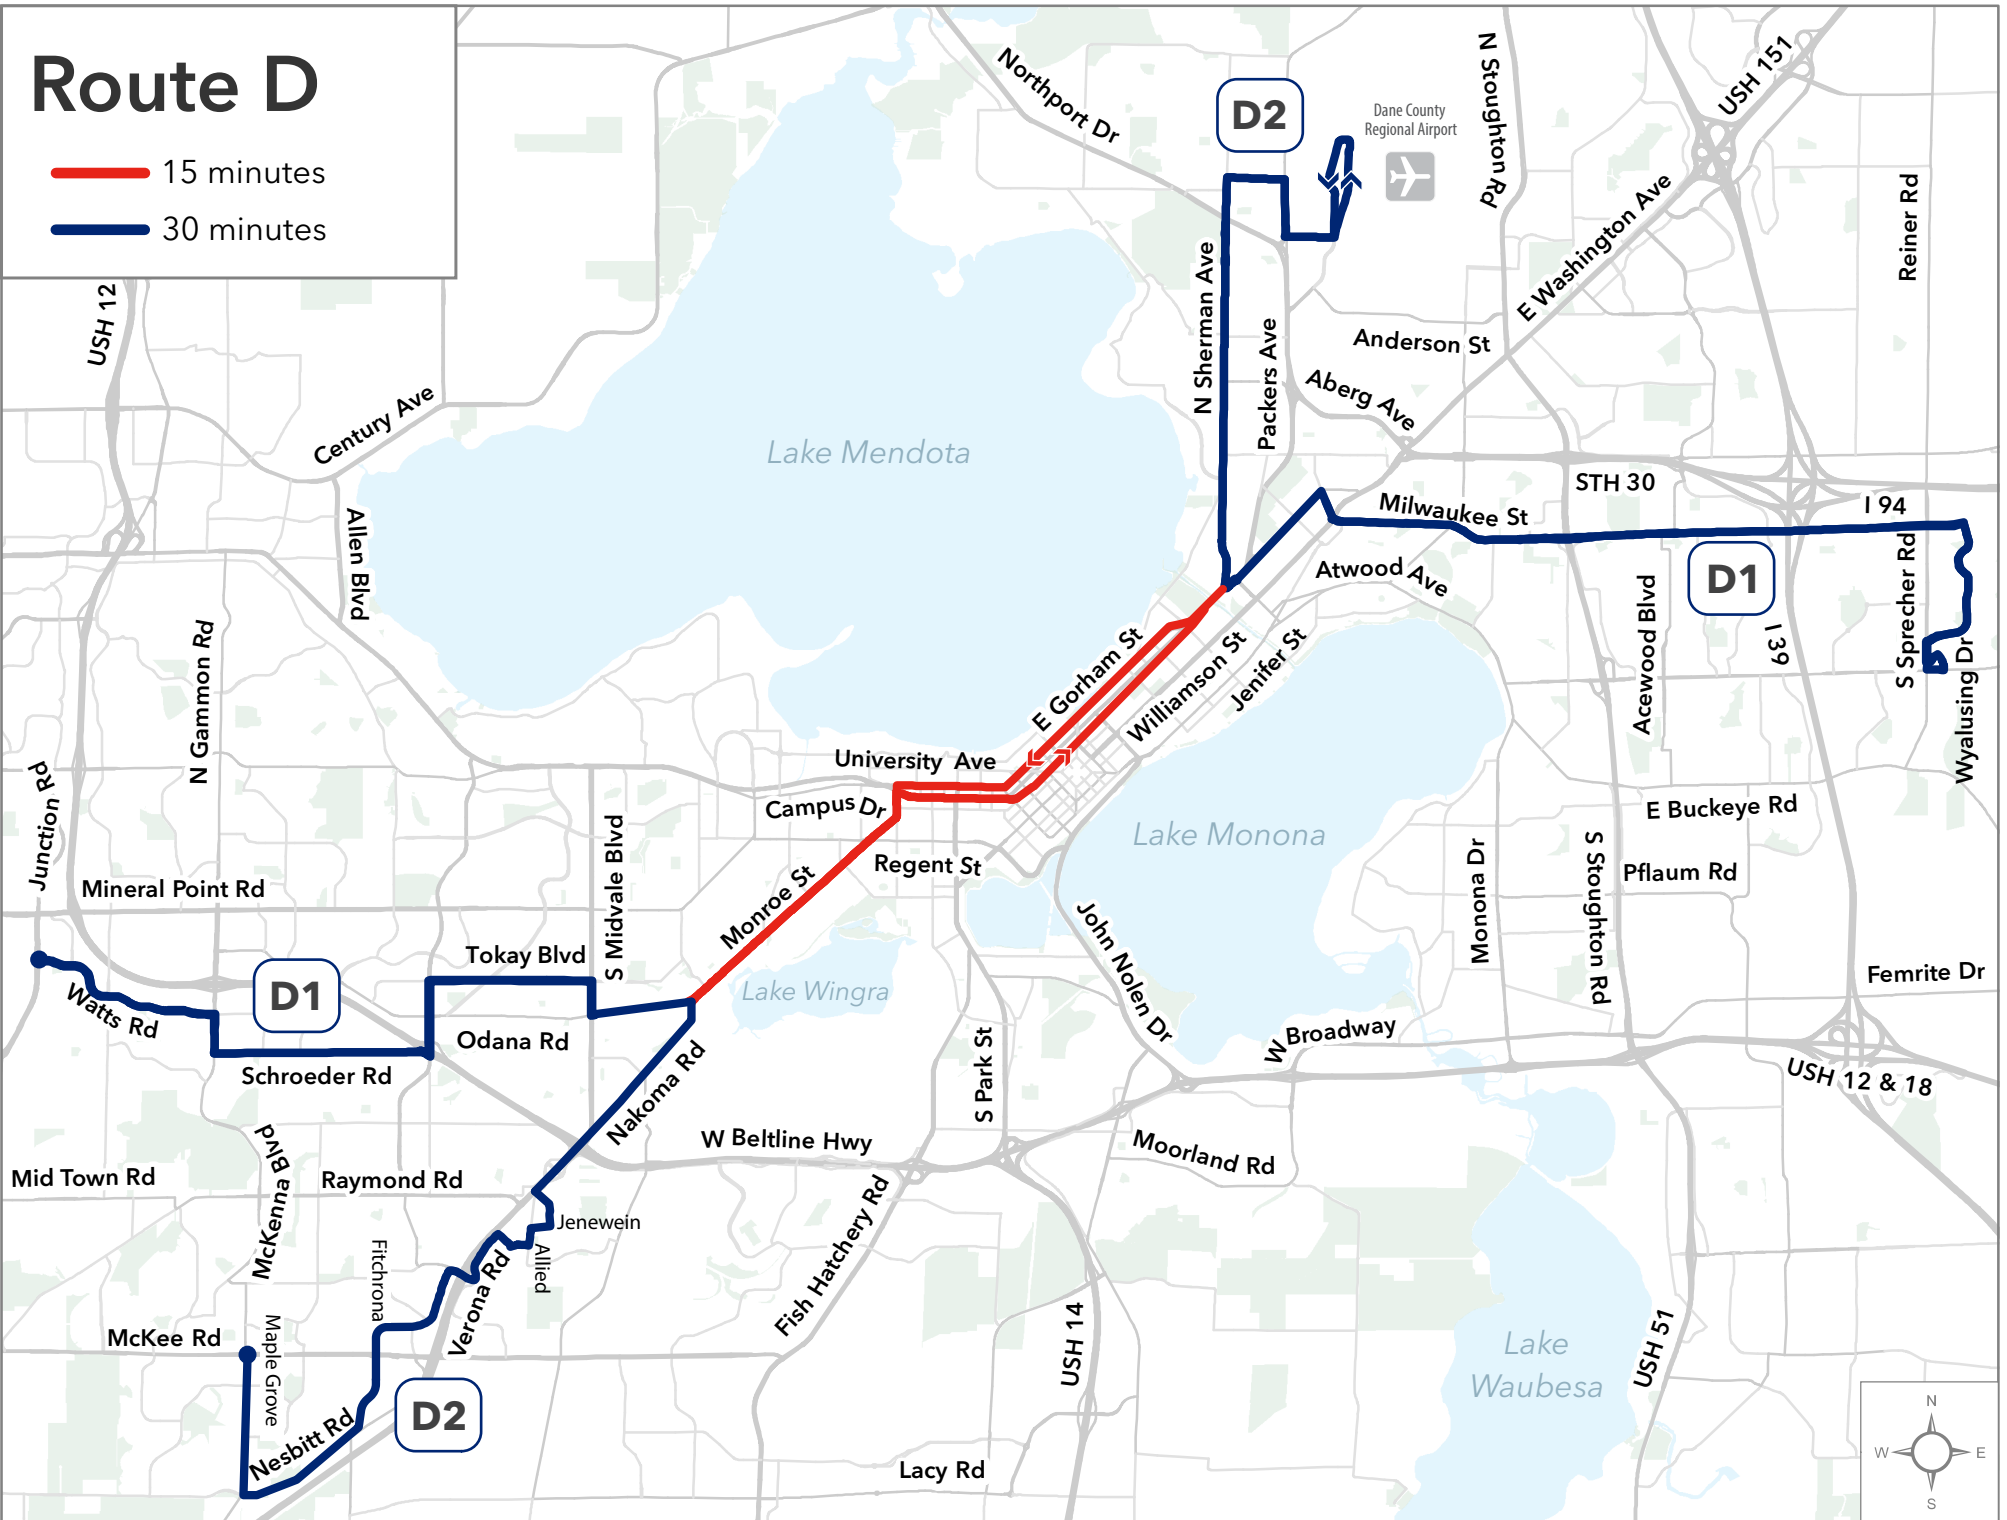 Route D
15 minutes
30 minutes
D2
Dane County
Regional Airport
Northport Dr
N Stoughton Rd
USH 151
Reiner Rd
E Washington Ave
N Sherman Ave
Packers Ave
Anderson St
Aberg Ave
USH 12
Century Ave
Allen Blvd
Lake Mendota
STH 30
I 94
Milwaukee St
Atwood Ave
D1
I 39
Acewood Blvd
S Sprecher Rd
Wyalusing Dr
N Gammon Rd
E Gorham St
Williamson St
Jenifer St
University Ave
Campus Dr
Regent St
Lake Monona
E Buckeye Rd
Pflaum Rd
Monona Dr
S Stoughton Rd
Femrite Dr
Junction Rd
Mineral Point Rd
S Midvale Blvd
Monroe St
Tokay Blvd
Lake Wingra
D1
Watts Rd
Odana Rd
Schroeder Rd
Nakoma Rd
John Nolen Dr
S Park St
W Broadway
USH 12 & 18
W Beltline Hwy
Moorland Rd
McKenna Blvd
Mid Town Rd
Raymond Rd
Jenewein
Allied
Fitchrona
Verona Rd
Fish Hatchery Rd
USH 14
USH 51
Lake
Waubesa
McKee Rd
Maple Grove
Nesbitt Rd
D2
Lacy Rd
N
W
E
S